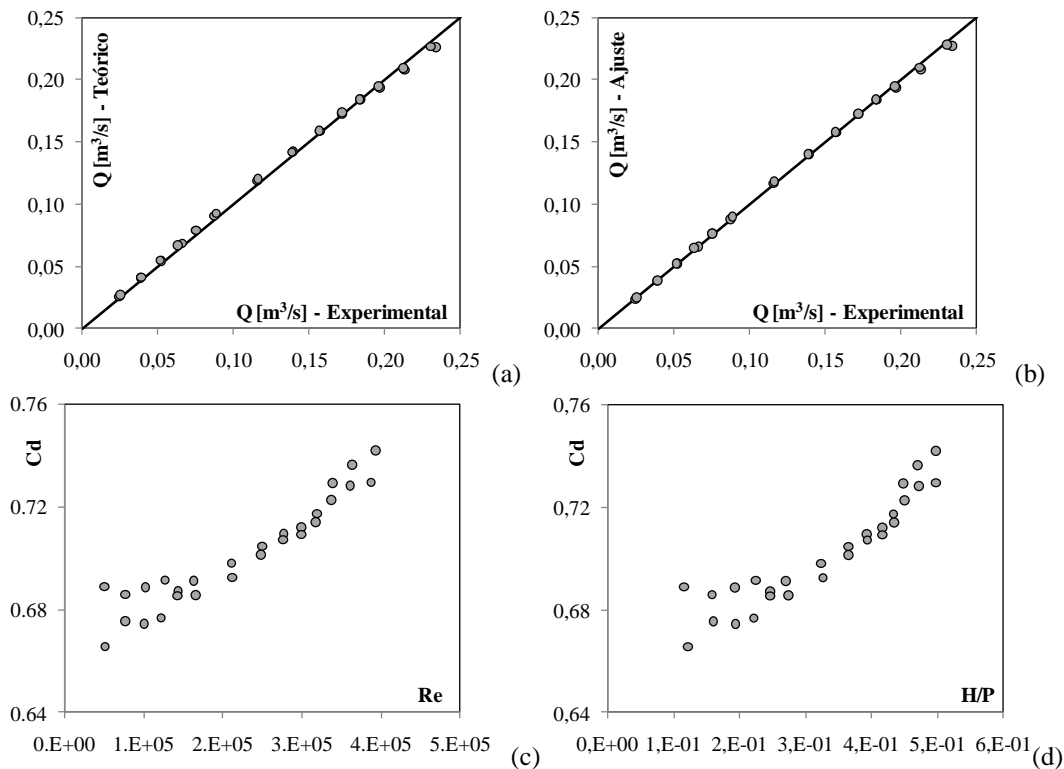 0,25
0,20
0,15
0,10
0,05
0,00
Q [m³/s] - Teórico
Q [m³/s] - Experimental
0,00 0,05 0,10 0,15 0,20 0,25
(a)
0,25
0,20
0,15
0,10
0,05
0,00
Q [m³/s] - Ajuste
Q [m³/s] - Experimental
0,00 0,05 0,10 0,15 0,20 0,25
(b)
0.76
0.72
0.68
0.64
Cd
Re
0.E+00 1.E+05 2.E+05 3.E+05 4.E+05 5.E+05
(c)
0,76
0,72
0,68
0,64
Cd
H/P
0,E+00 1,E-01 2,E-01 3,E-01 4,E-01 5,E-01 6,E-01
(d)